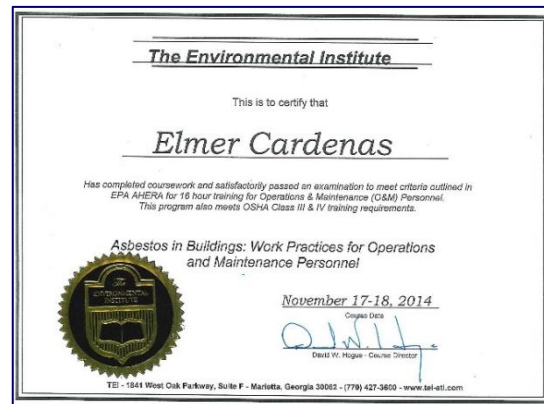 The Environmental Institute
This is to certify that
Elmer Cardenas
Has completed coursework and satisfactorily passed an examination to meet criteria outlined in
EPA AHERA for 16 hour training for Operations & Maintenance (O&M) Personnel.
This program also meets OSHA Class III & IV training requirements.
Asbestos in Buildings: Work Practices for Operations
and Maintenance Personnel
The
ENVIRONMENTAL
INSTITUTE
November 17-18, 2014
Course Date
David W. Hogue - Course Director
TEI - 1841 West Oak Parkway, Suite F - Marietta, Georgia 30062 - (770) 427-3600 - www.tei-atl.com